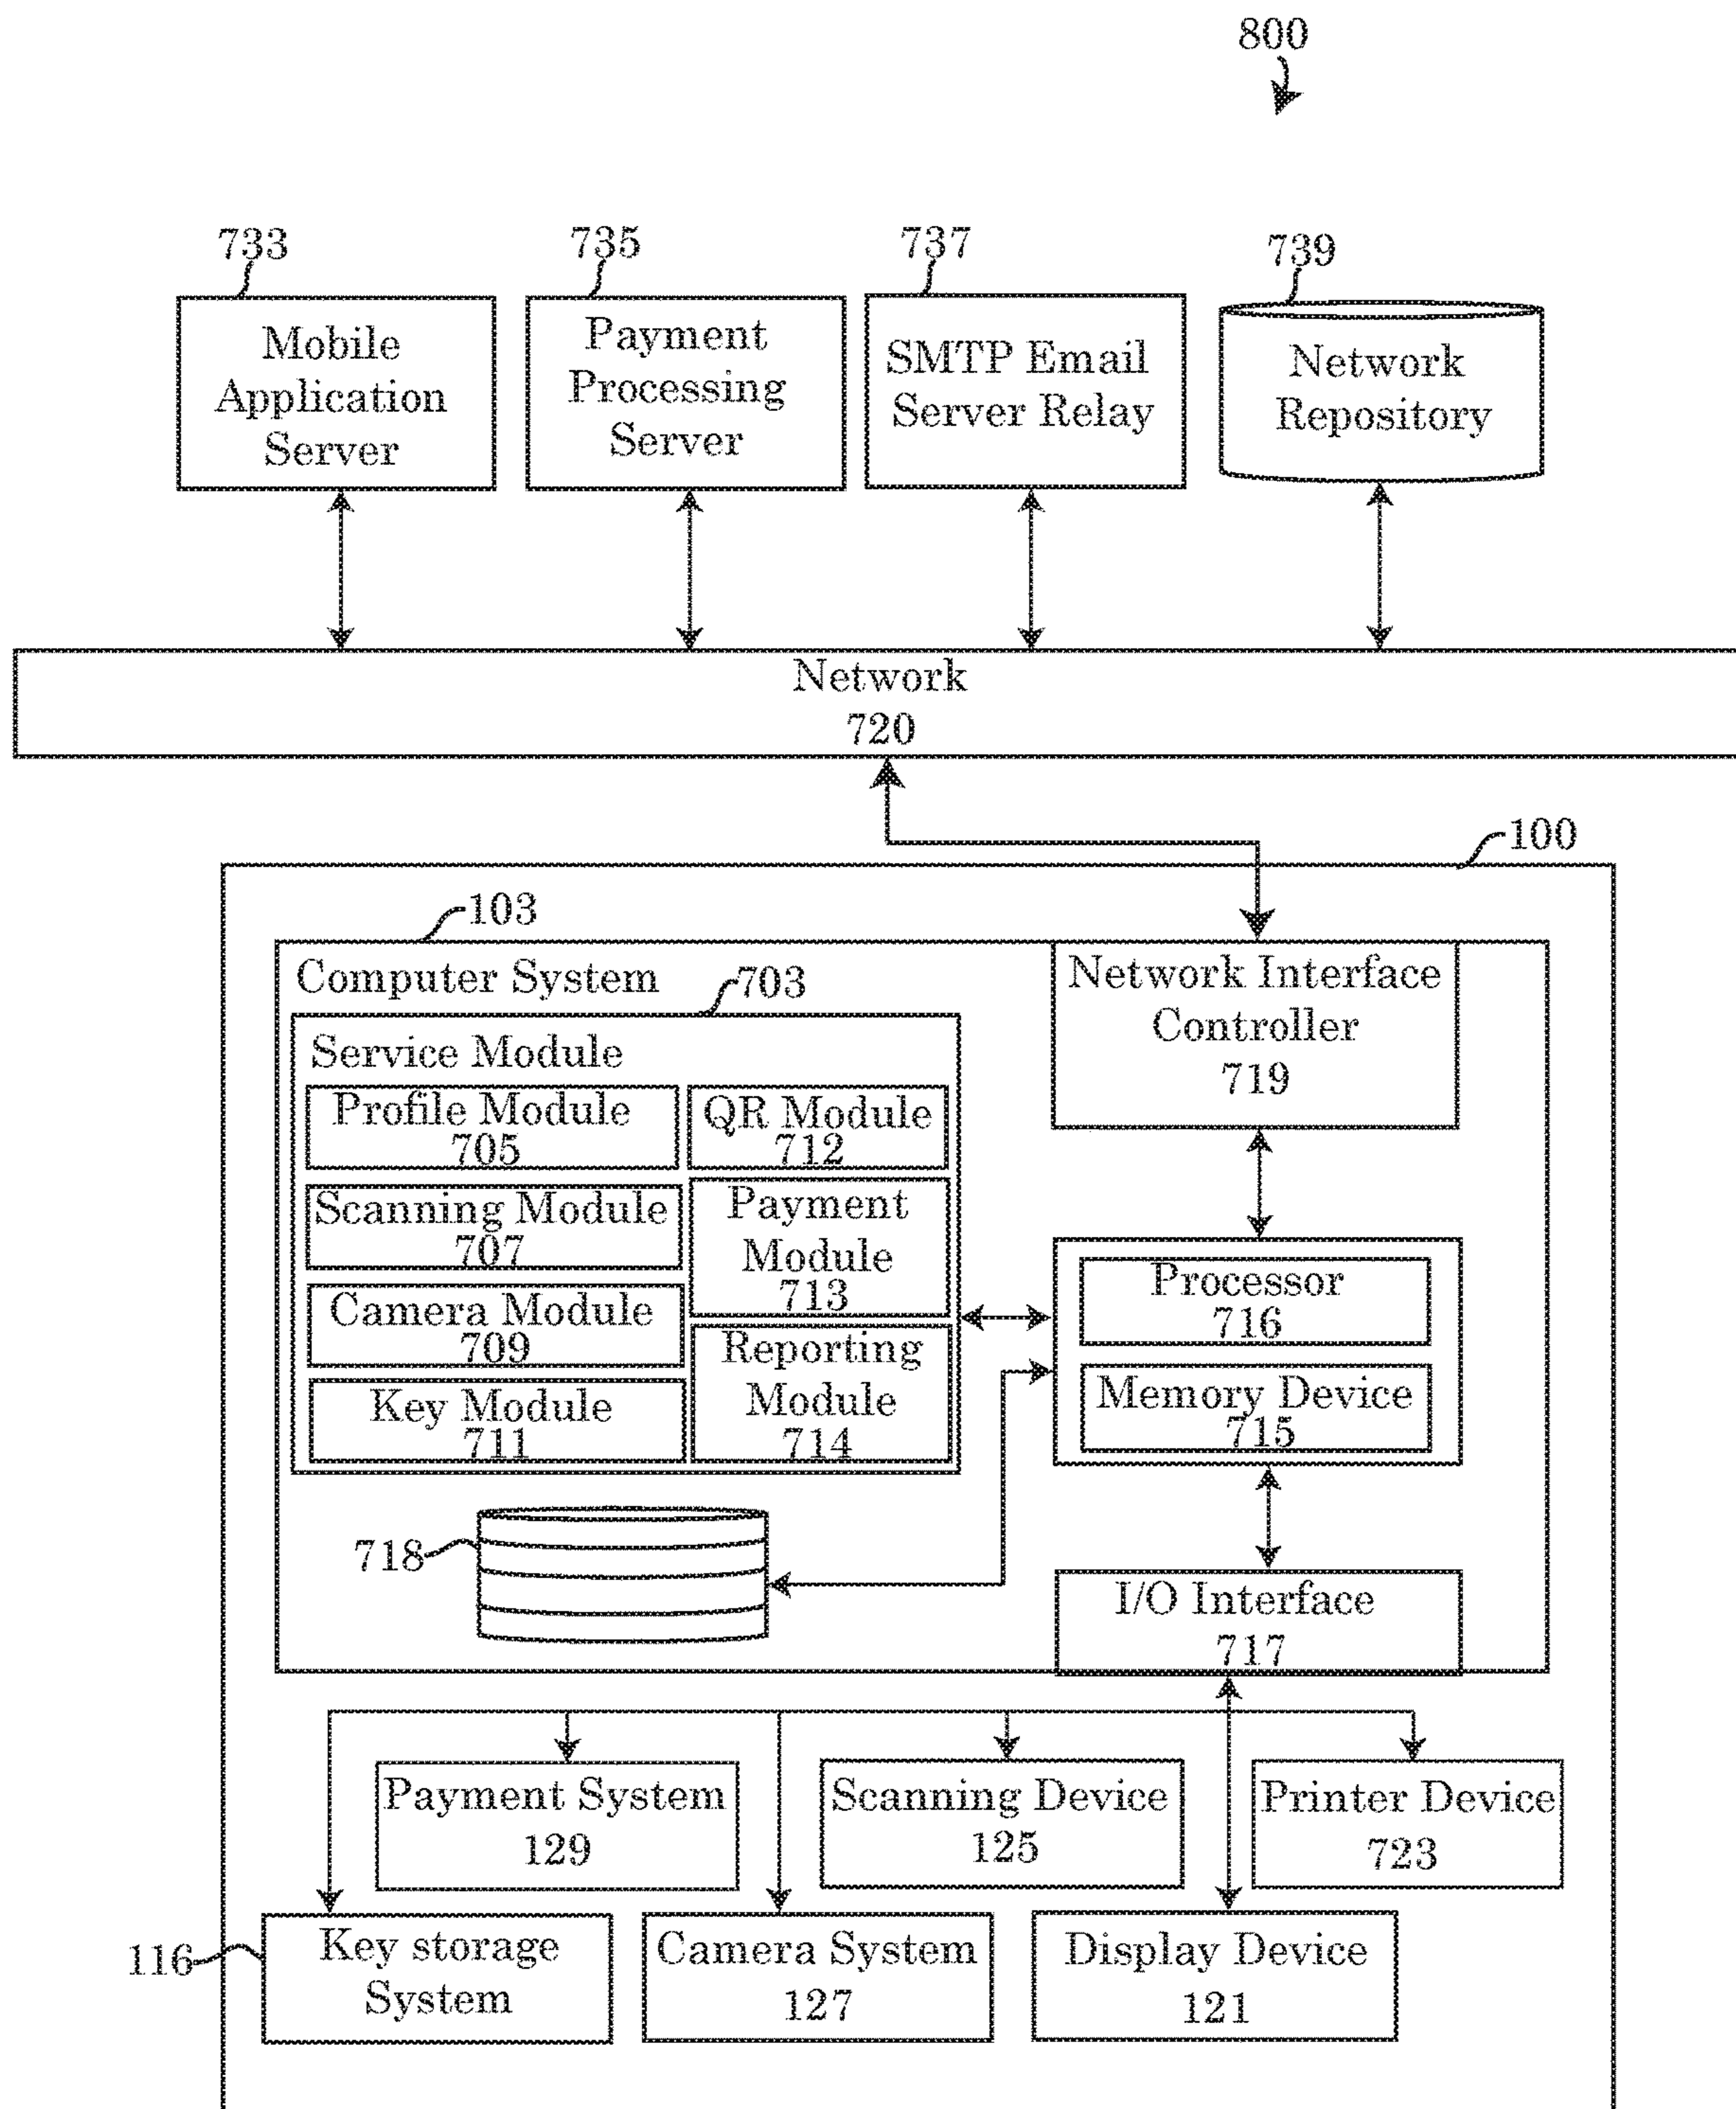 800
733
735
737
739
Mobile
Application
Server
Payment
Processing
Server
SMTP Email
Server Relay
Network
Repository
Network
720
100
103
Computer System
703
Service Module
Profile Module
705
Scanning Module
707
Camera Module
709
Key Module
711
QR Module
712
Payment
Module
713
Reporting
Module
714
Network Interface
Controller
719
Processor
716
Memory Device
715
718
I/O Interface
717
Payment System
129
Scanning Device
125
Printer Device
723
116
Key storage
System
Camera System
127
Display Device
121